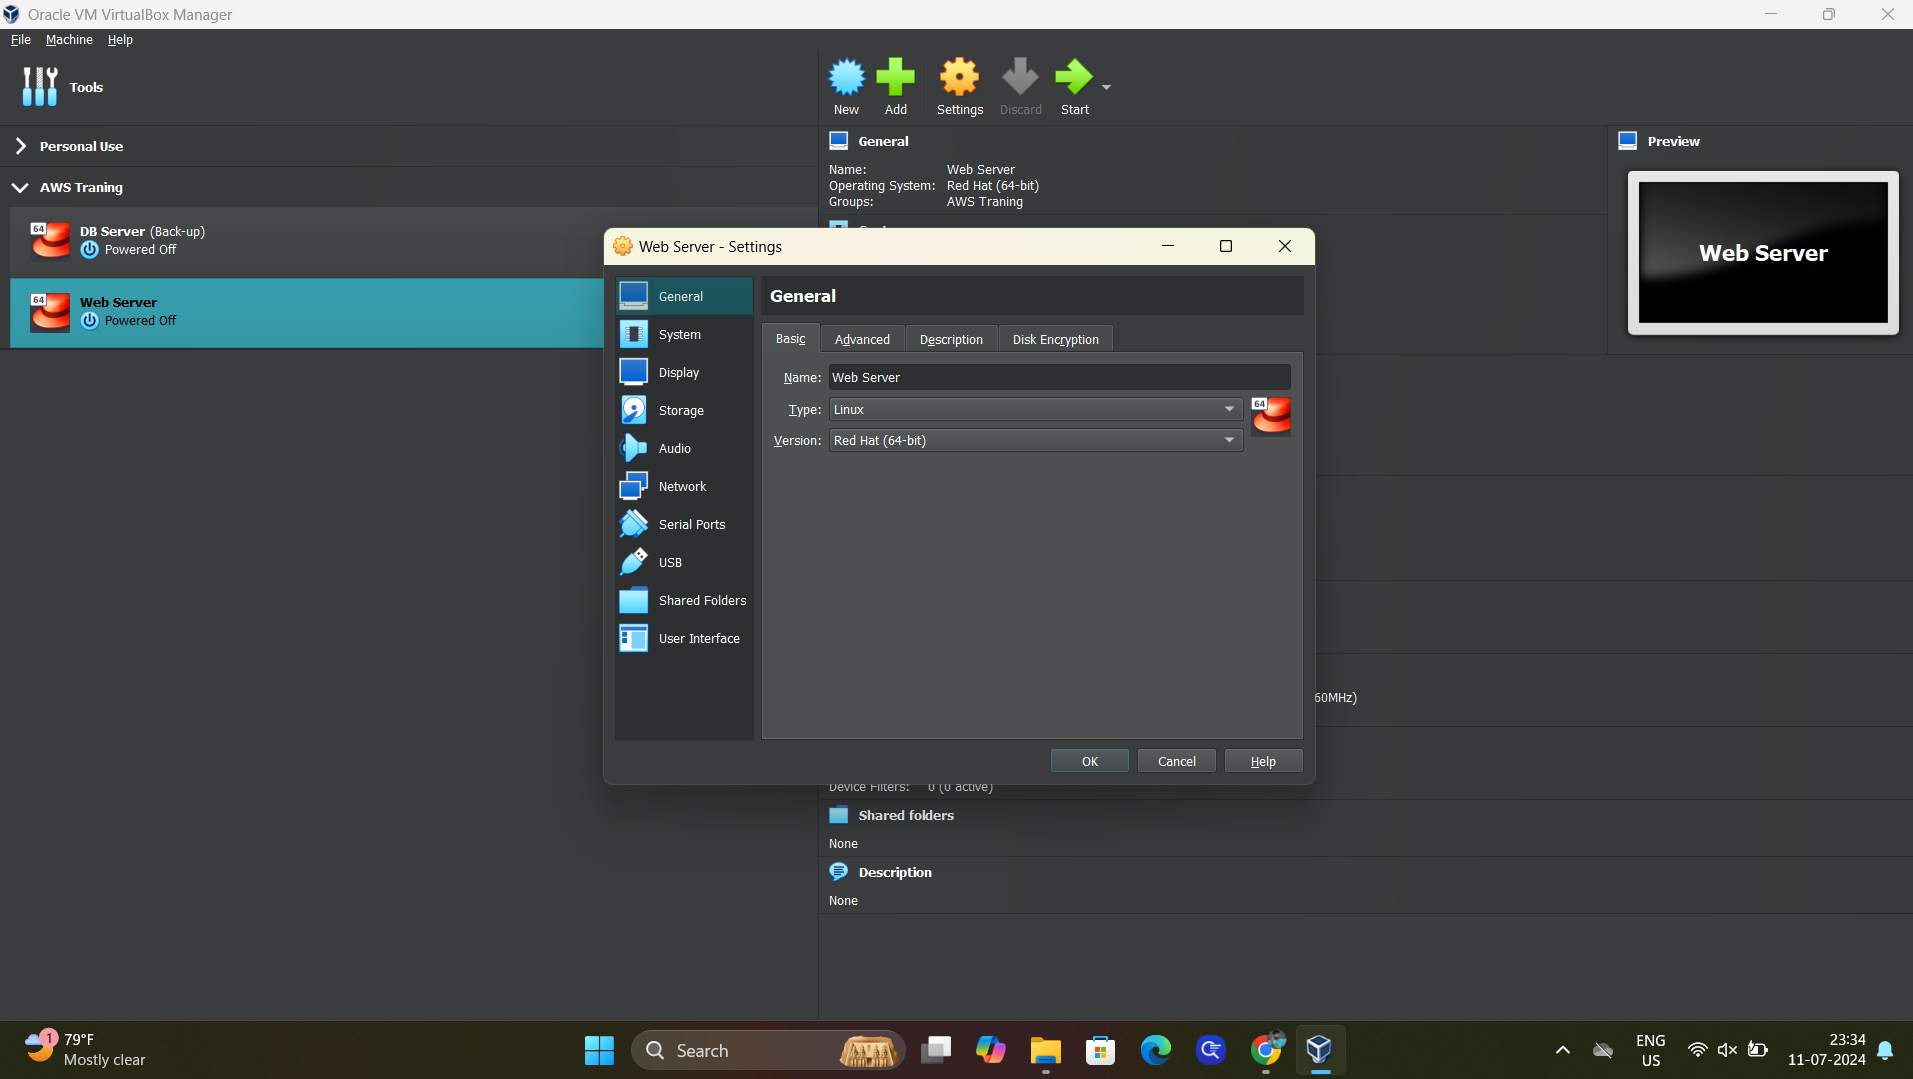 Oracle VM VirtualBox Manager
File Machine Help
Tools
New Add Settings Discard Start
Personal Use
AWS Traning
64 DB Server (Back-up)
Powered Off
64 Web Server
Powered Off
General
Name: Web Server
Operating System: Red Hat (64-bit)
Groups: AWS Traning
Preview
Web Server
Web Server - Settings
General
System
Display
Storage
Audio
Network
Serial Ports
USB
Shared Folders
User Interface
General
Basic Advanced Description Disk Encryption
Name: Web Server
Type: Linux
64
Version: Red Hat (64-bit)
OK Cancel Help
60MHz)
Device Filters: 0 (0 active)
Shared folders
None
Description
None
1
79°F
Mostly clear
Search
ENG
US
23:34
11-07-2024